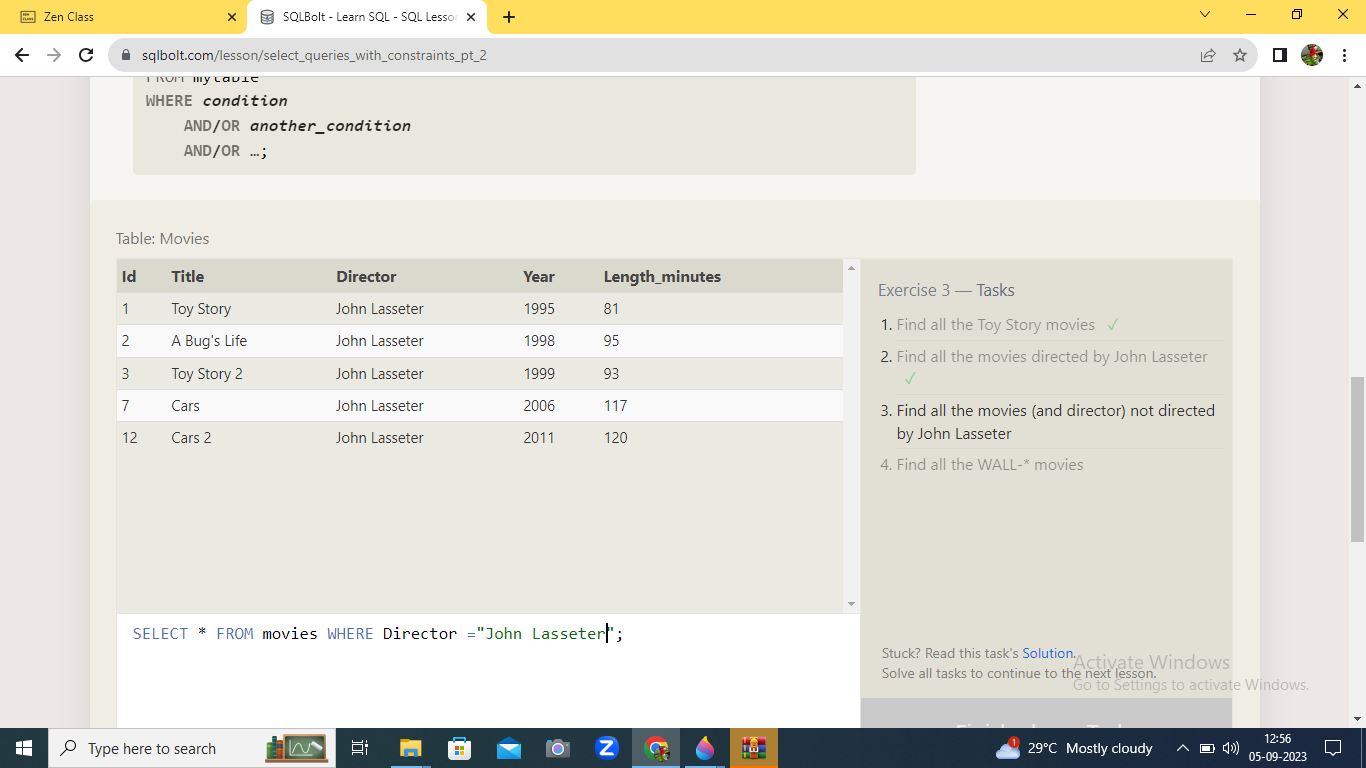 Zen Class
SQLBolt - Learn SQL - SQL Lesson
sqlbolt.com/lesson/select_queries_with_constraints_pt_2
FROM mytable
WHERE condition
AND/OR another_condition
AND/OR …;
Table: Movies
Id Title Director Year Length_minutes
1 Toy Story John Lasseter 1995 81
2 A Bug's Life John Lasseter 1998 95
3 Toy Story 2 John Lasseter 1999 93
7 Cars John Lasseter 2006 117
12 Cars 2 John Lasseter 2011 120
SELECT * FROM movies WHERE Director ="John Lasseter";
Exercise 3 — Tasks
1. Find all the Toy Story movies ✓
2. Find all the movies directed by John Lasseter
✓
3. Find all the movies (and director) not directed
by John Lasseter
4. Find all the WALL-* movies
Stuck? Read this task's Solution.
Solve all tasks to continue to the next lesson.
Activate Windows
Go to Settings to activate Windows.
Type here to search
1
29°C Mostly cloudy
12:56
05-09-2023